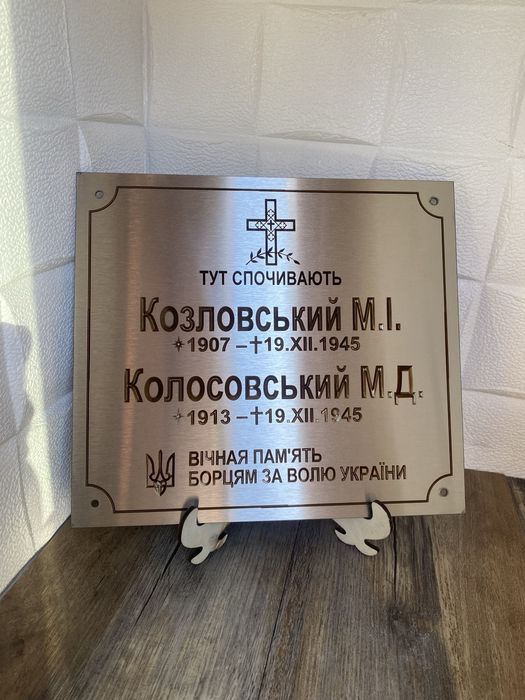 ТУТ СПОЧИВАЮТЬ
Козловський М.І.
*1907 –†19.XII.1945
Колосовський М.Д.
*1913 –†19.XII.1945
ВІЧНАЯ ПАМ'ЯТЬ
БОРЦЯМ ЗА ВОЛЮ УКРАЇНИ